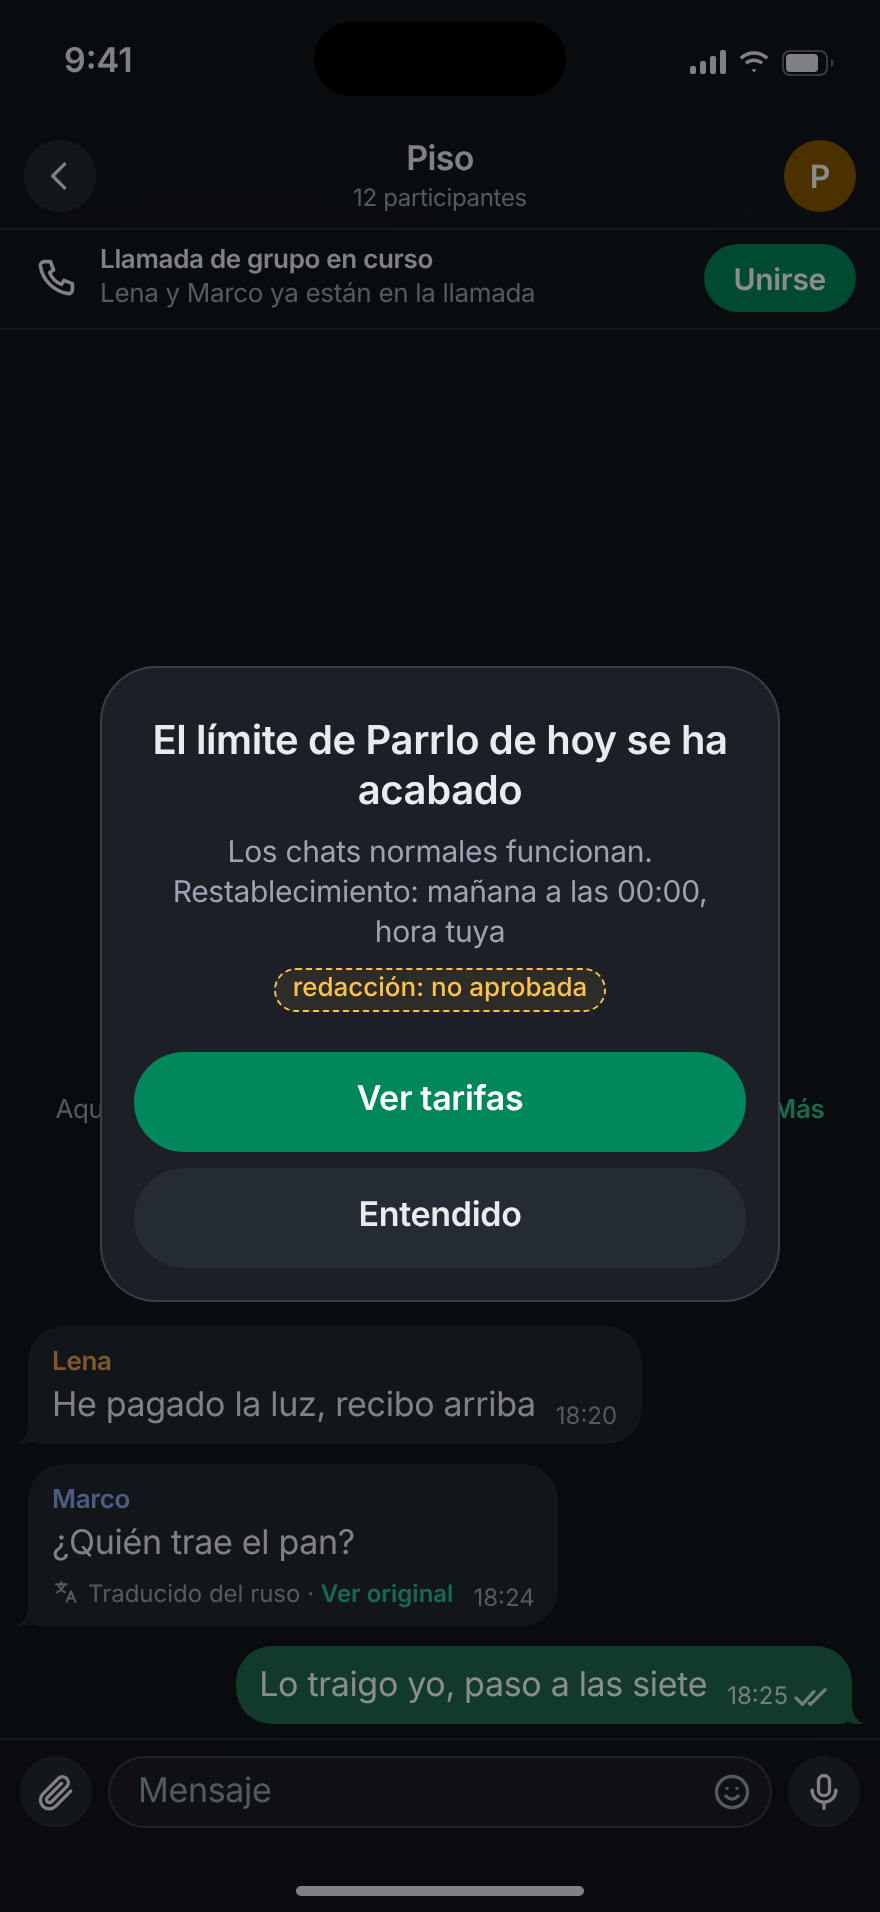 9:41
Piso
12 participantes
P
Llamada de grupo en curso
Lena y Marco ya están en la llamada
Unirse
El límite de Parrlo de hoy se ha
acabado
Los chats normales funcionan.
Restablecimiento: mañana a las 00:00,
hora tuya
redacción: no aprobada
Ver tarifas
Aqu
Más
Entendido
Lena
He pagado la luz, recibo arriba 18:20
Marco
¿Quién trae el pan?
Traducido del ruso · Ver original 18:24
Lo traigo yo, paso a las siete 18:25
Mensaje